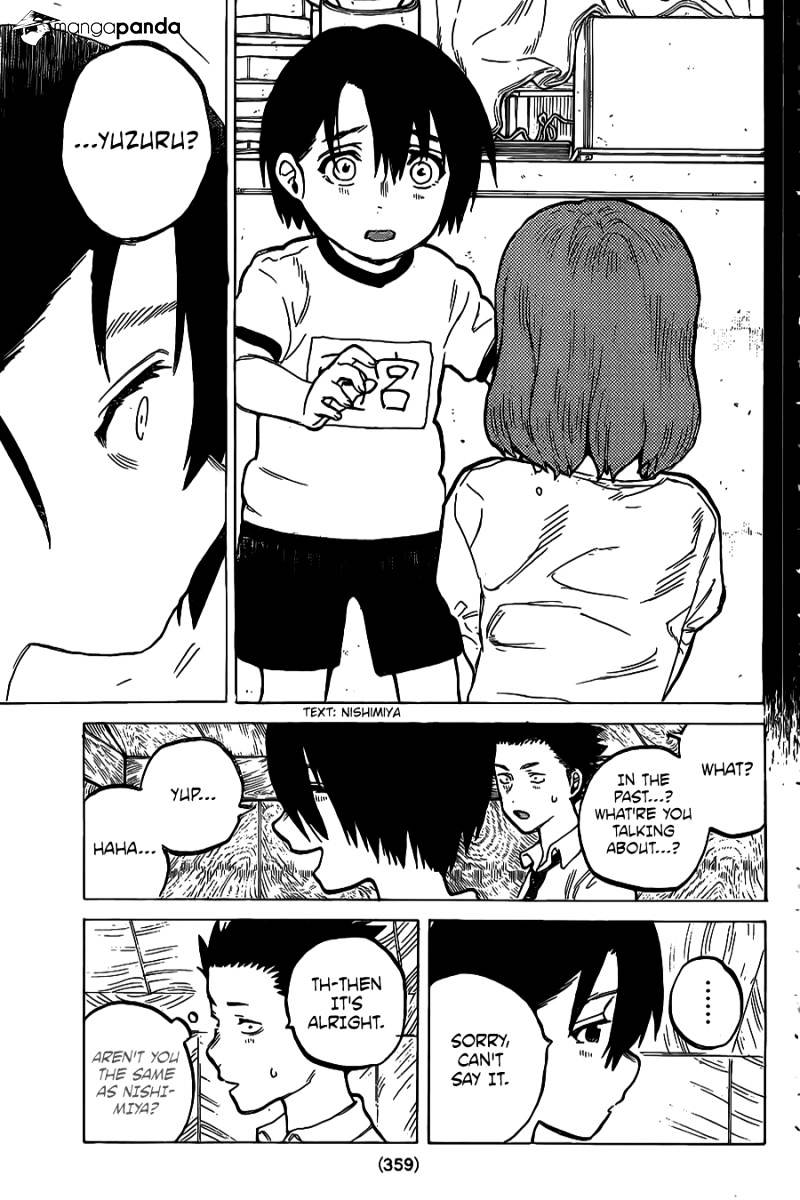 mangapanda
...YUZURU?
TEXT: NISHIMIYA
WHAT?
IN THE
PAST...?
WHAT'RE YOU
TALKING
ABOUT...?
YUP...
HAHA...
......
SORRY,
CAN'T
SAY IT.
TH-THEN
IT'S
ALRIGHT.
AREN'T YOU
THE SAME
AS NISHI-
MIYA?
(359)